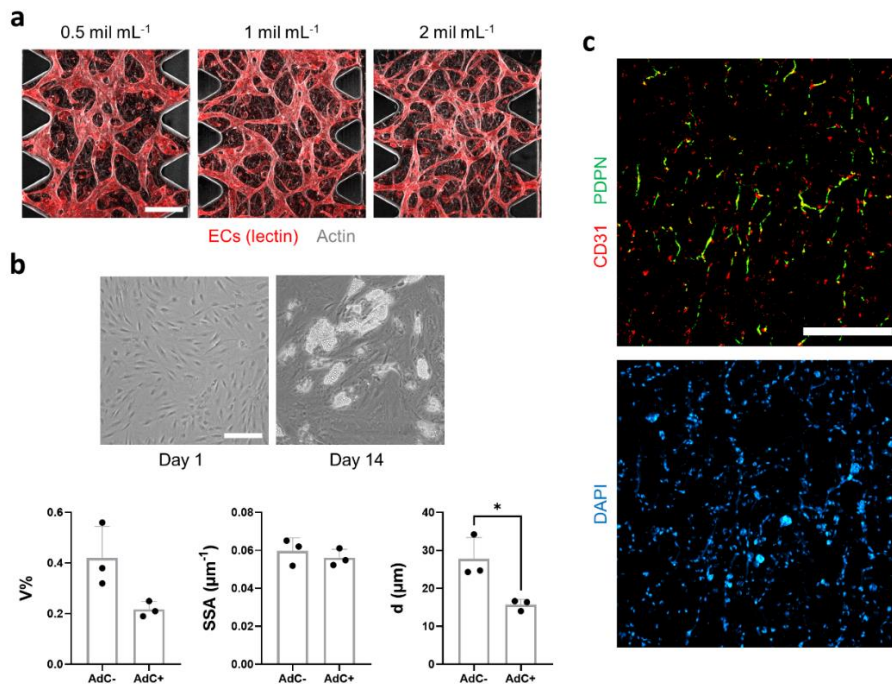 a
0.5 mil mL⁻¹ 1 mil mL⁻¹ 2 mil mL⁻¹
ECs (lectin) Actin
b
Day 1 Day 14
V%
0.6
0.4
0.2
0.0
AdC- AdC+
SSA (µm⁻¹)
0.08
0.06
0.04
0.02
0.00
AdC- AdC+
d (µm)
40
30
20
10
0
*
AdC- AdC+
c
CD31 PDPN
DAPI